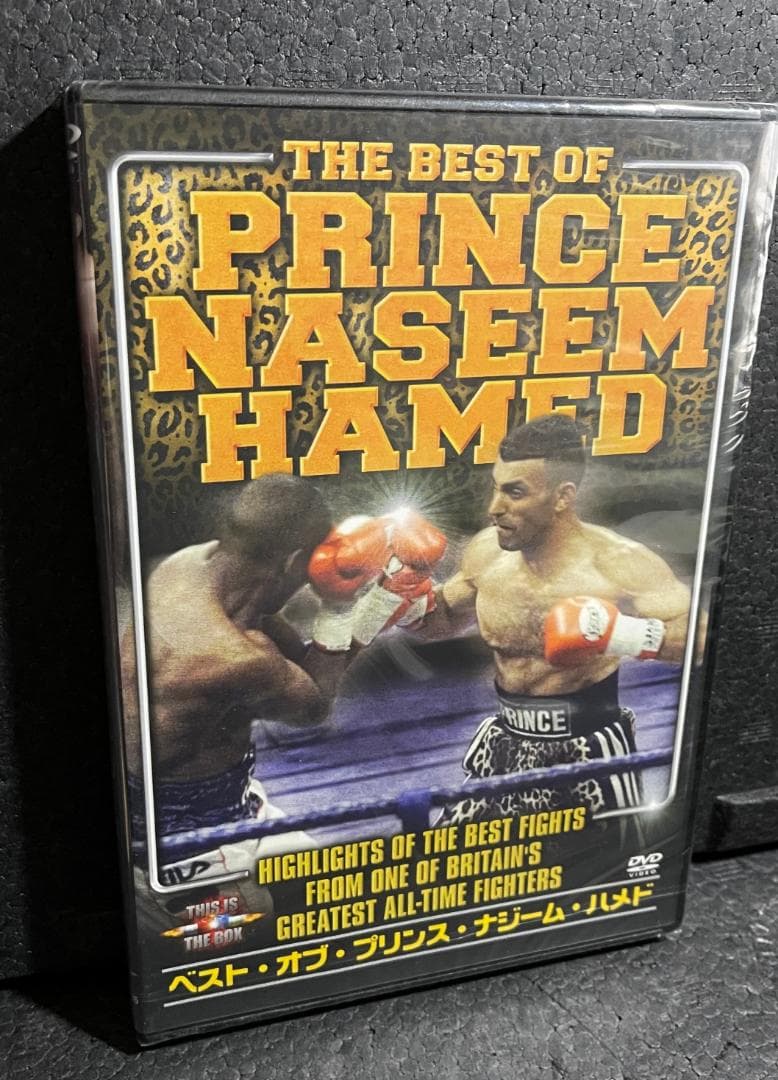 THE BEST OF
PRINCE
NASEEM
HAMED
PRINCE
HIGHLIGHTS OF THE BEST FIGHTS
FROM ONE OF BRITAIN'S
GREATEST ALL-TIME FIGHTERS
DVD
VIDEO
THIS IS
THE BOX
ベスト・オブ・プリンス・ナジーム・ハメド